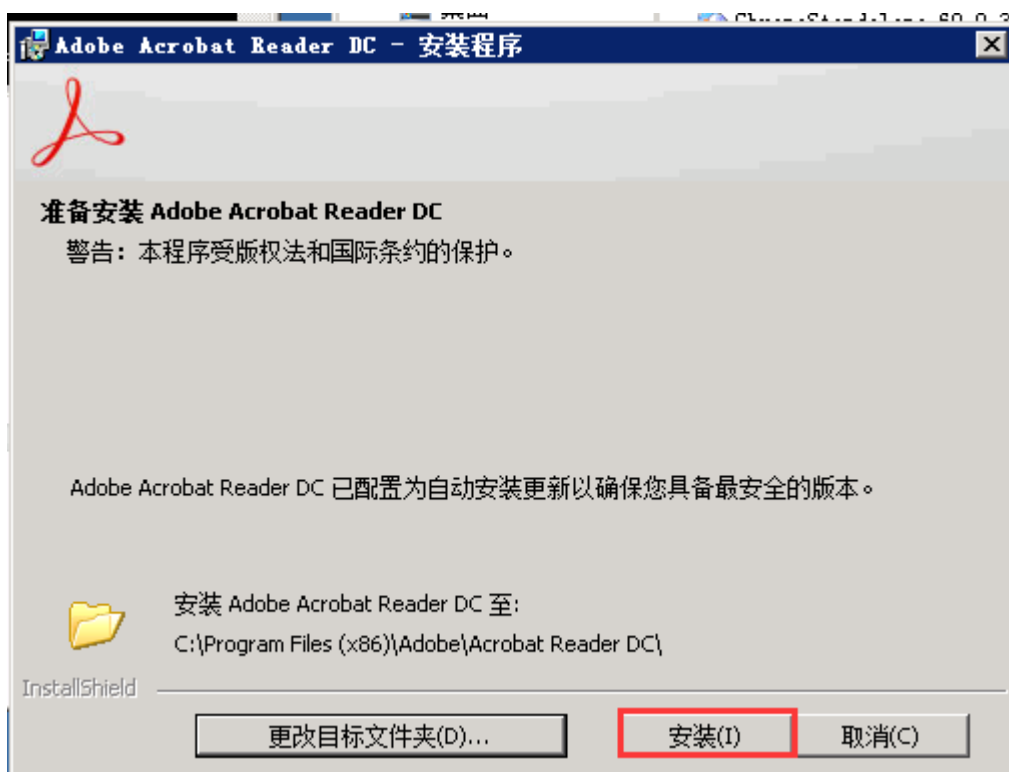 Adobe Acrobat Reader DC - 安装程序
准备安装 Adobe Acrobat Reader DC
警告: 本程序受版权法和国际条约的保护。
Adobe Acrobat Reader DC 已配置为自动安装更新以确保您具备最安全的版本。
安装 Adobe Acrobat Reader DC 至:
C:\Program Files (x86)\Adobe\Acrobat Reader DC\
InstallShield
更改目标文件夹(D)... 安装(I) 取消(C)